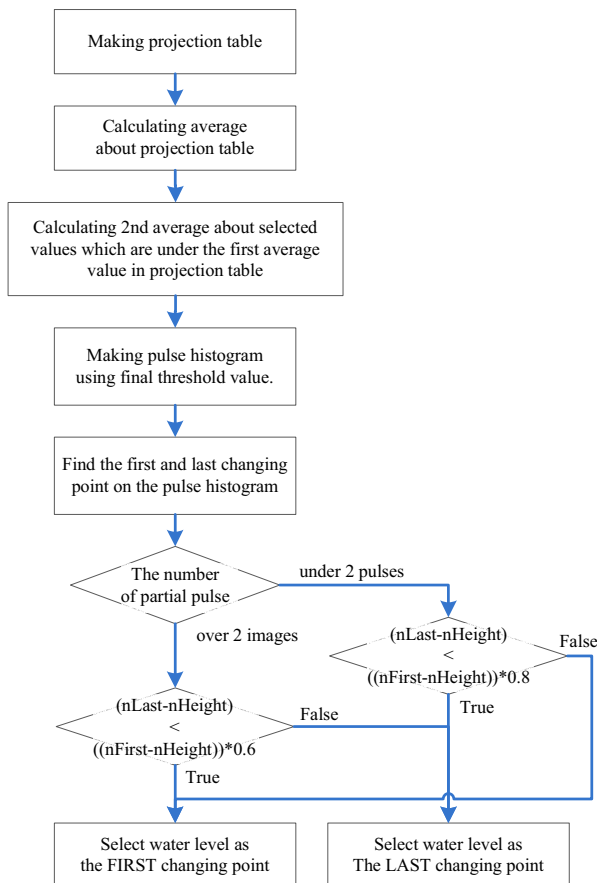 Making projection table
Calculating average
about projection table
Calculating 2nd average about selected
values which are under the first average
value in projection table
Making pulse histogram
using final threshold value.
Find the first and last changing
point on the pulse histogram
The number
of partial pulse
under 2 pulses
over 2 images
(nLast-nHeight)
<
((nFirst-nHeight))*0.8
False
True
(nLast-nHeight)
<
((nFirst-nHeight))*0.6
False
True
Select water level as
the FIRST changing point
Select water level as
The LAST changing point